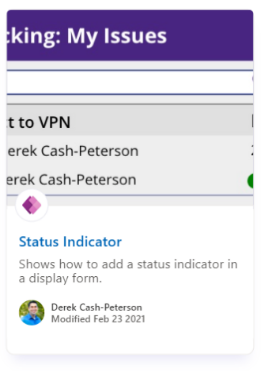 king: My Issues
t to VPN
erek Cash-Peterson
erek Cash-Peterson
Status Indicator
Shows how to add a status indicator in
a display form.
Derek Cash-Peterson
Modified Feb 23 2021